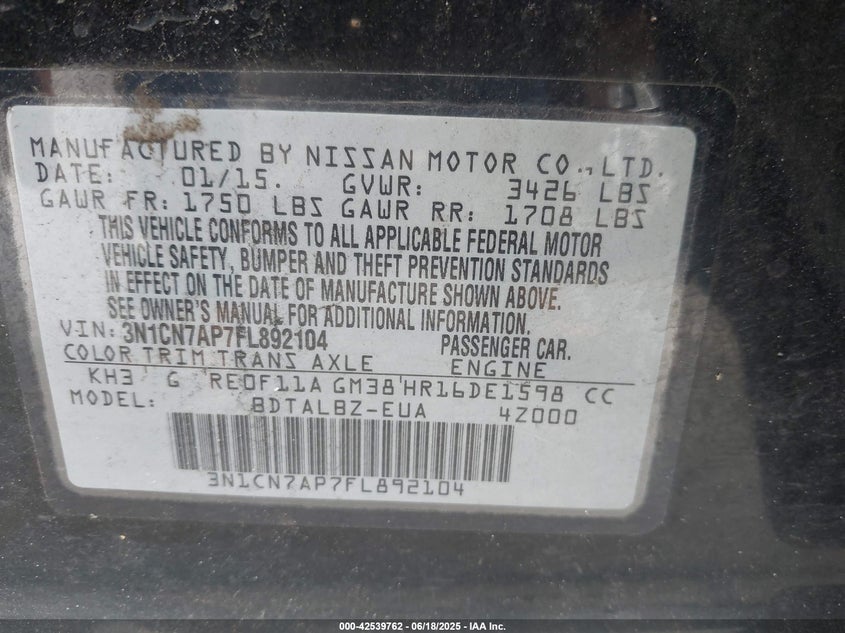 MANUFACTURED BY NISSAN MOTOR CO., LTD.
DATE: 01/15. GVWR: 3426 LBS
GAWR FR: 1750 LBS GAWR RR: 1708 LBS
THIS VEHICLE CONFORMS TO ALL APPLICABLE FEDERAL MOTOR
VEHICLE SAFETY, BUMPER AND THEFT PREVENTION STANDARDS
IN EFFECT ON THE DATE OF MANUFACTURE SHOWN ABOVE.
SEE OWNER'S MANUAL FOR ADDITIONAL INFORMATION.
VIN: 3N1CN7AP7FL892104 PASSENGER CAR.
COLOR TRIM TRANS AXLE ENGINE
KH3 G RE0F11A GM38 HR16DE1598 CC
MODEL: BDTALBZ-EUA 4Z000
3N1CN7AP7FL892104
000-42539762 - 06/18/2025 - IAA Inc.